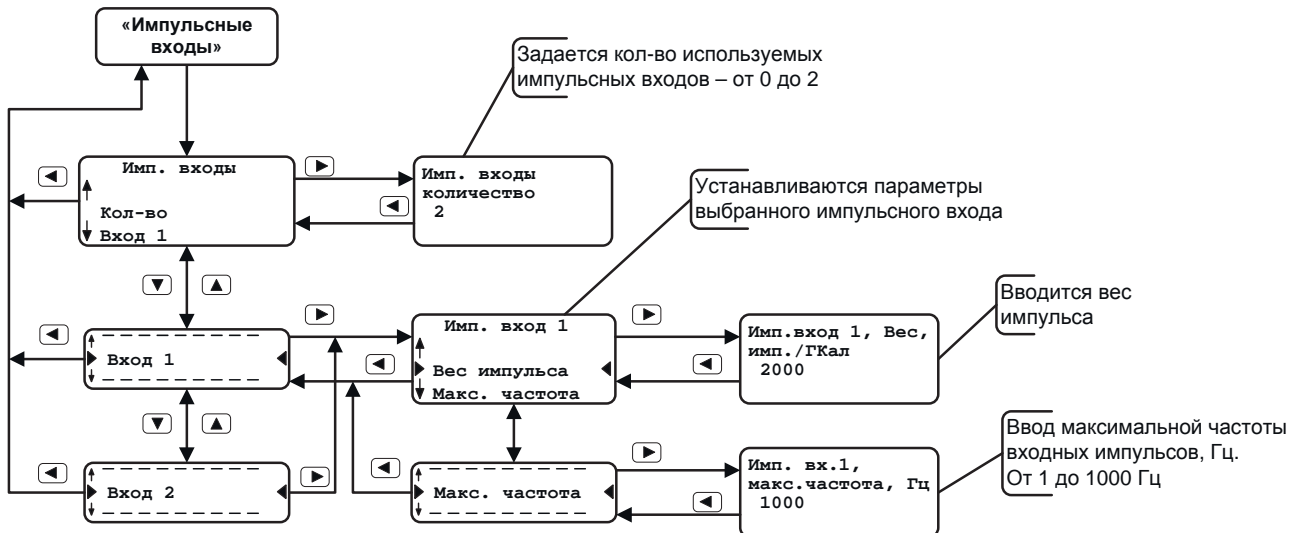 «Импульсные
входы»
Задается кол-во используемых
импульсных входов – от 0 до 2
Имп. входы
Кол-во
Вход 1
Имп. входы
количество
2
Устанавливаются параметры
выбранного импульсного входа
Вход 1
Имп. вход 1
Вес импульса
Макс. частота
Имп.вход 1, Вес,
имп./ГКал
2000
Вводится вес
импульса
Вход 2
Макс. частота
Имп. вх.1,
макс.частота, Гц
1000
Ввод максимальной частоты
входных импульсов, Гц.
От 1 до 1000 Гц